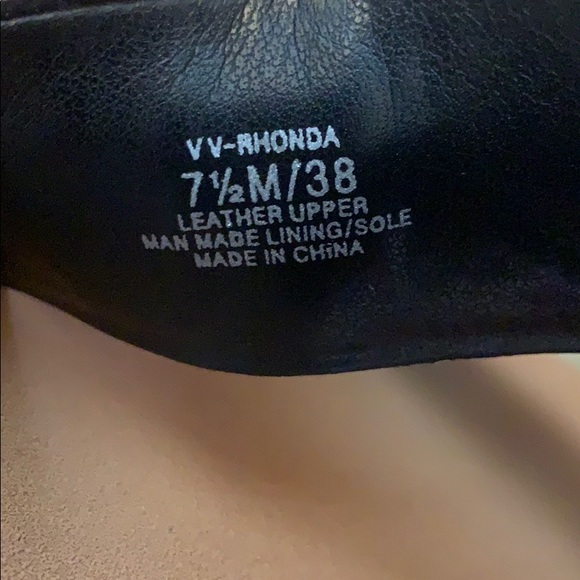 VV-RHONDA
7½M/38
LEATHER UPPER
MAN MADE LINING/SOLE
MADE IN CHiNA